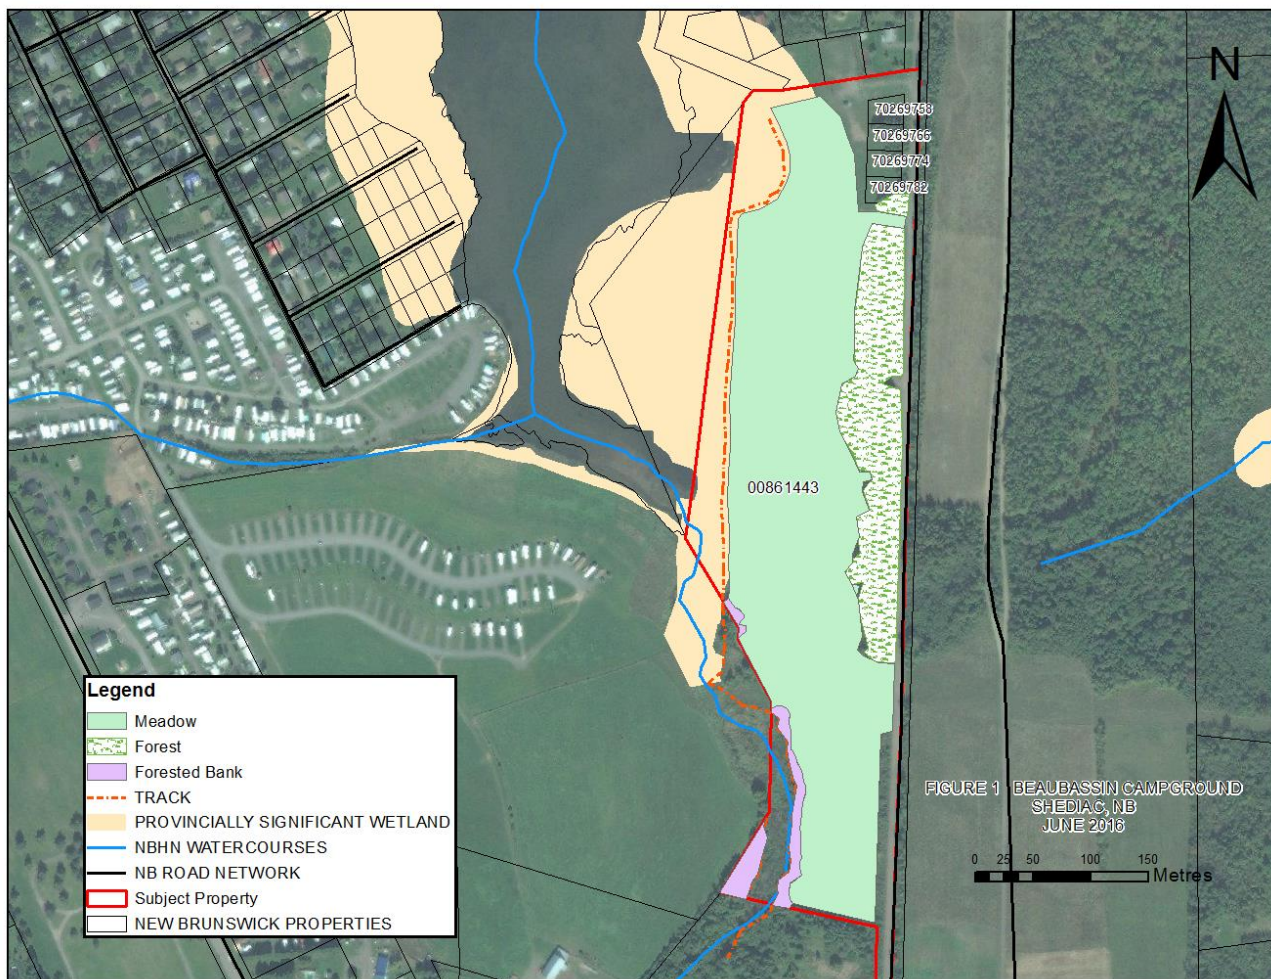 N
70269758
70269766
70269774
70269782
00861443
Legend
Meadow
Forest
Forested Bank
TRACK
PROVINCIALLY SIGNIFICANT WETLAND
NBHN WATERCOURSES
NB ROAD NETWORK
Subject Property
NEW BRUNSWICK PROPERTIES
FIGURE 1 BEAUBASSIN CAMPGROUND
SHEDIAC, NB
JUNE 2016
0 25 50 100 150
Metres